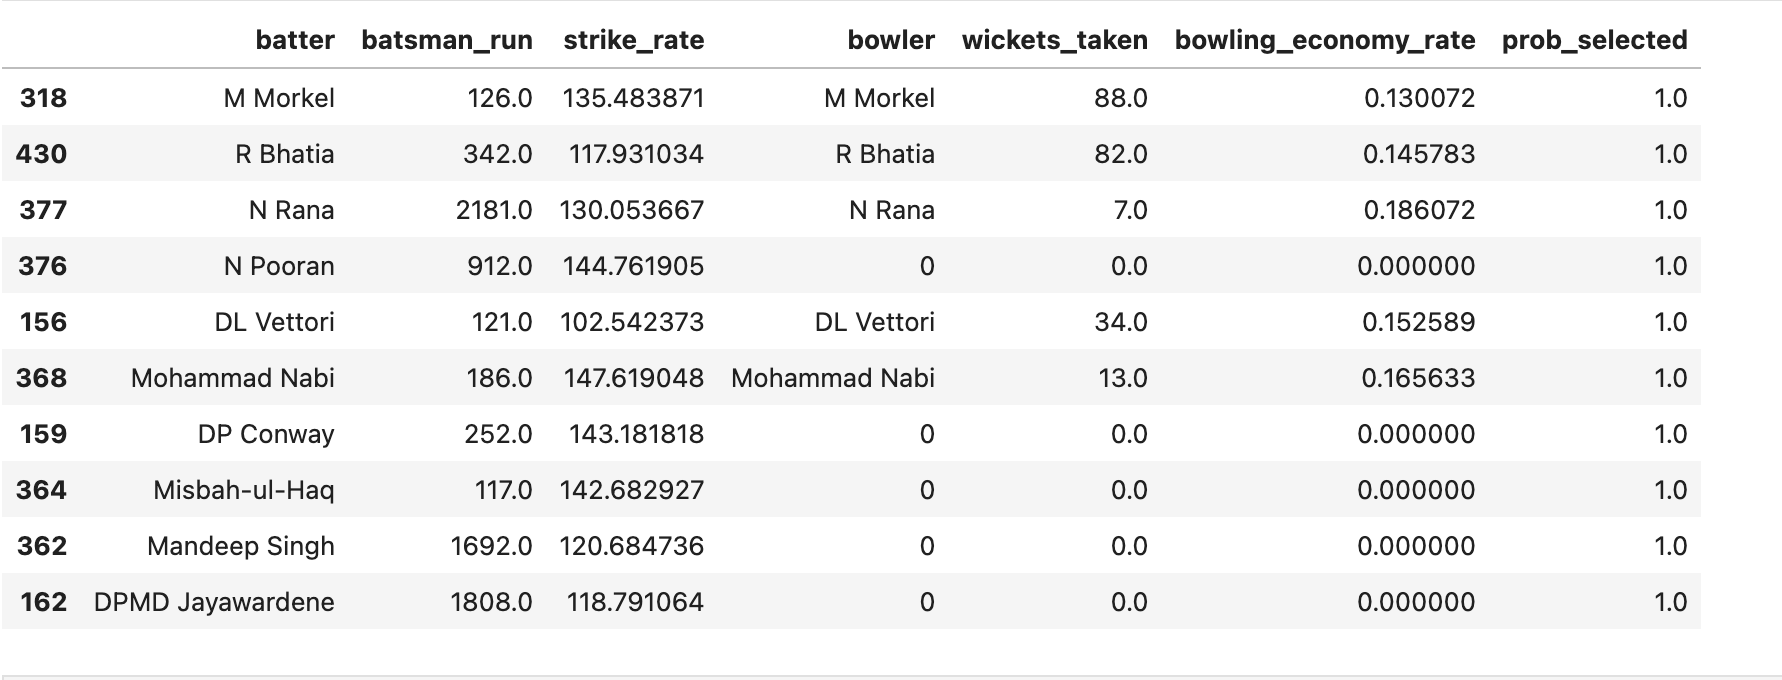 batter batsman_run strike_rate bowler wickets_taken bowling_economy_rate prob_selected
318 M Morkel 126.0 135.483871 M Morkel 88.0 0.130072 1.0
430 R Bhatia 342.0 117.931034 R Bhatia 82.0 0.145783 1.0
377 N Rana 2181.0 130.053667 N Rana 7.0 0.186072 1.0
376 N Pooran 912.0 144.761905 0 0.0 0.000000 1.0
156 DL Vettori 121.0 102.542373 DL Vettori 34.0 0.152589 1.0
368 Mohammad Nabi 186.0 147.619048 Mohammad Nabi 13.0 0.165633 1.0
159 DP Conway 252.0 143.181818 0 0.0 0.000000 1.0
364 Misbah-ul-Haq 117.0 142.682927 0 0.0 0.000000 1.0
362 Mandeep Singh 1692.0 120.684736 0 0.0 0.000000 1.0
162 DPMD Jayawardene 1808.0 118.791064 0 0.0 0.000000 1.0